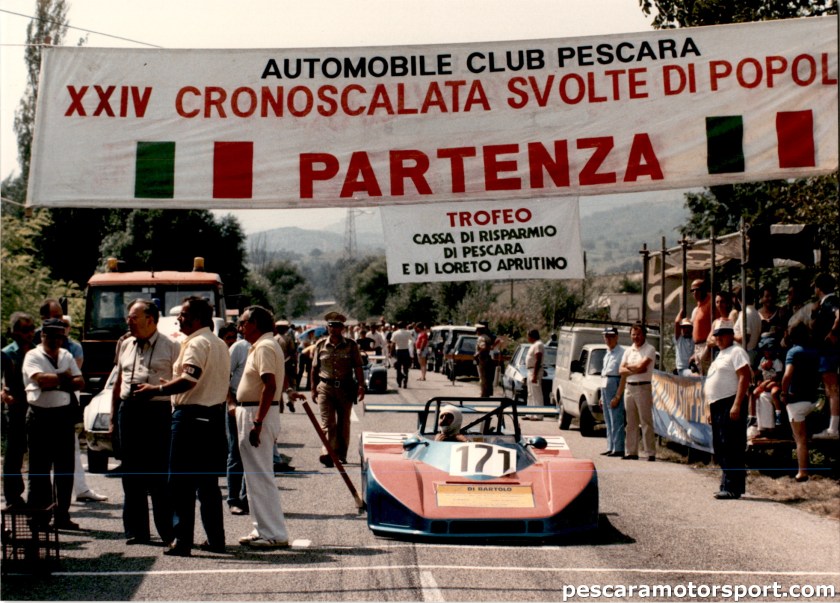 AUTOMOBILE CLUB PESCARA
XXIV CRONOSCALATA SVOLTE DI POPOL
PARTENZA
TROFEO
CASSA DI RISPARMIO
DI PESCARA
E DI LORETO APRUTINO
171
DI BARTOLO
pescaramotorsport.com